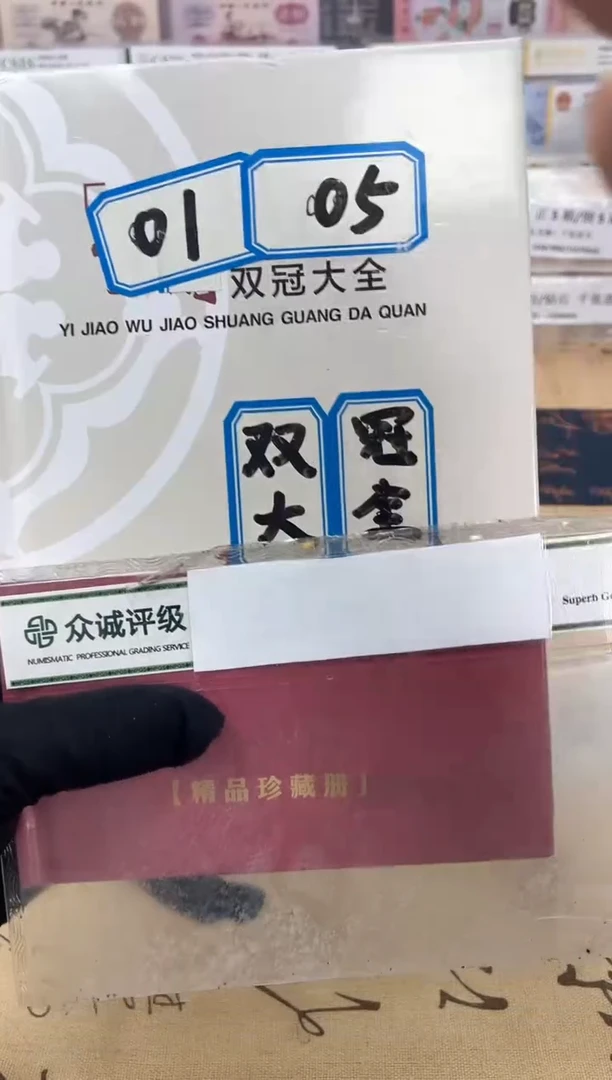 01 05
双冠大全
YI JIAO WU JIAO SHUANG GUANG DA QUAN
双 冠
大 全
众诚评级
NUMISMATIC PROFESSIONAL GRADING SERVICE
Superb G
【精品珍藏册】